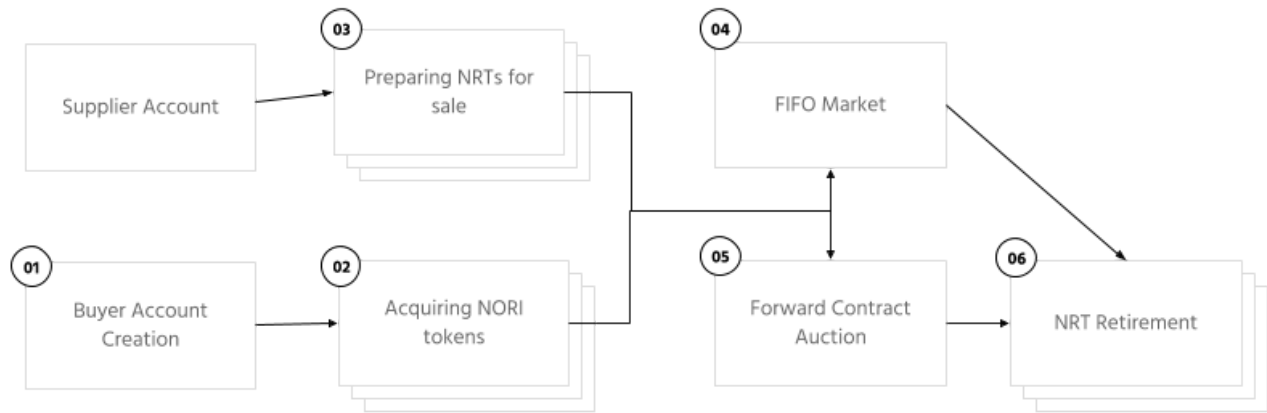 03
04
Supplier Account
Preparing NRTs for
sale
FIFO Market
01
02
05
06
Buyer Account
Creation
Acquiring NORI
tokens
Forward Contract
Auction
NRT Retirement